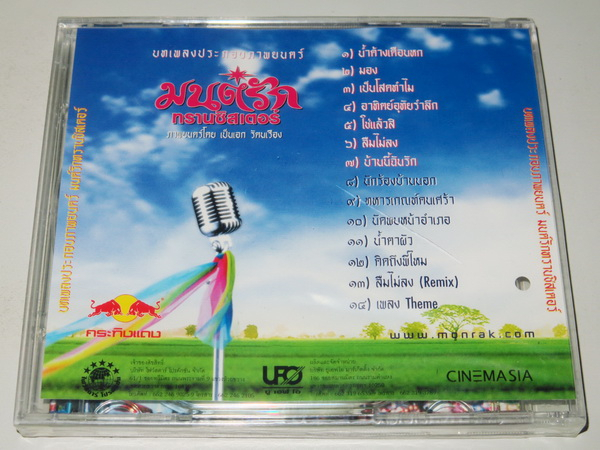 บทเพลงประกอบภาพยนตร์
มนต์รัก
ทรานซิสเตอร์
ภาพยนตร์โดย เป็นเอก รัตนเรือง
๑) น้ำค้างเดือนหก
๒) มอง
๓) เป็นโสดทำไม
๔) อาทิตย์อุทัยรำลึก
๕) ใช่แล้วสิ
๖) ลืมไม่ลง
๗) บ้านนี้ฉันรัก
๘) นักร้องบ้านนอก
๙) ทหารเกณฑ์คนเศร้า
๑๐) นัดพบหน้าอำเภอ
๑๑) น้ำตาผัว
๑๒) คิดถึงพี่ไหม
๑๓) ลืมไม่ลง (Remix)
๑๔) เพลง Theme
www.monrak.com
กระทิงแดง
UFO
CINEMASIA
บทเพลงประกอบภาพยนตร์ มนต์รักทรานซิสเตอร์
บทเพลงประกอบภาพยนตร์ มนต์รักทรานซิสเตอร์